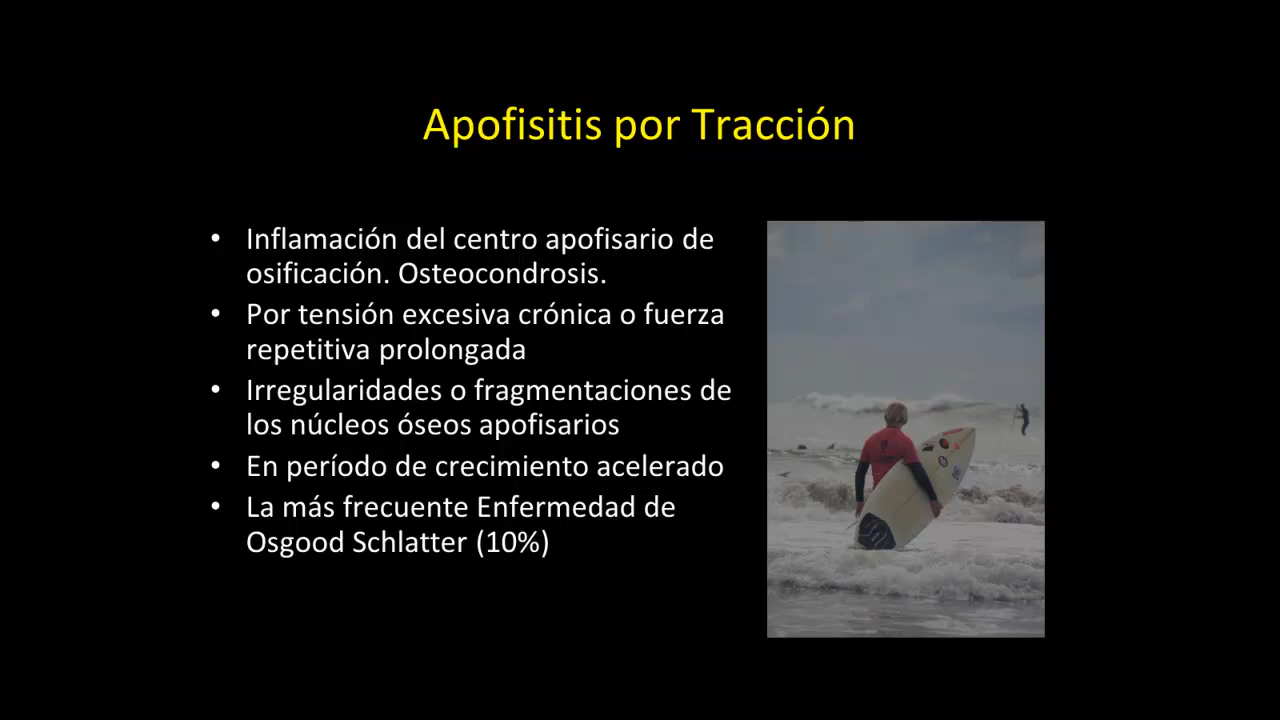 Apofisitis por Tracción
• Inflamación del centro apofisario de
osificación. Osteocondrosis.
• Por tensión excesiva crónica o fuerza
repetitiva prolongada
• Irregularidades o fragmentaciones de
los núcleos óseos apofisarios
• En período de crecimiento acelerado
• La más frecuente Enfermedad de
Osgood Schlatter (10%)